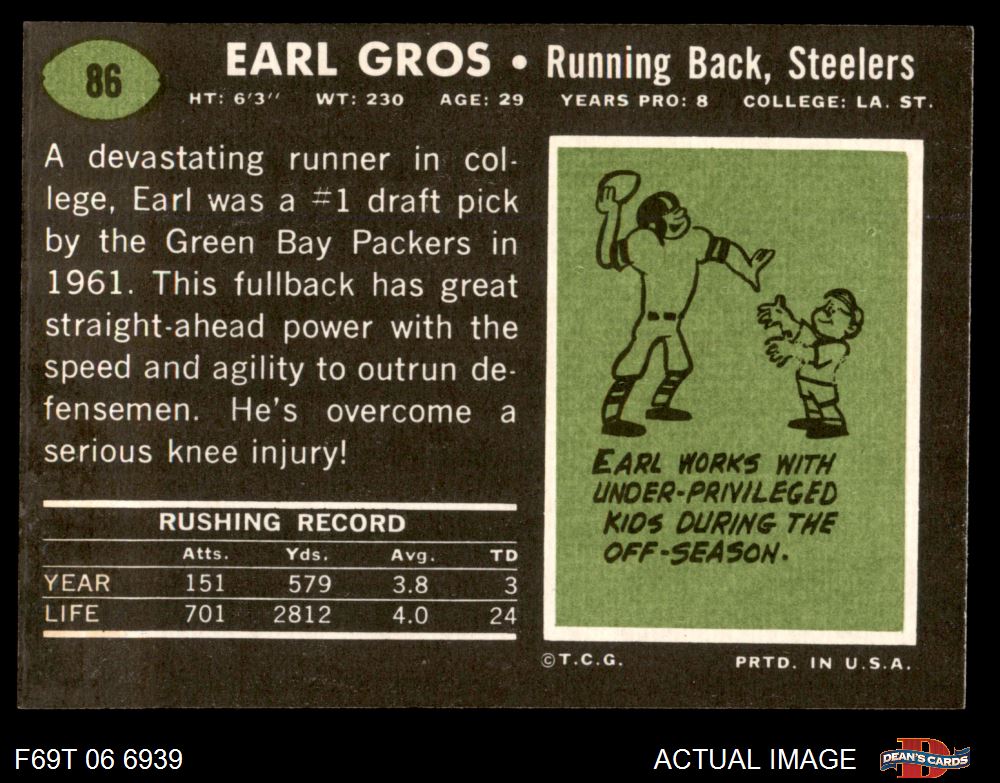 86
EARL GROS • Running Back, Steelers
HT: 6'3" WT: 230 AGE: 29 YEARS PRO: 8 COLLEGE: LA. ST.
A devastating runner in col-
lege, Earl was a #1 draft pick
by the Green Bay Packers in
1961. This fullback has great
straight-ahead power with the
speed and agility to outrun de-
fensemen. He's overcome a
serious knee injury!
RUSHING RECORD
Atts. Yds. Avg. TD
YEAR 151 579 3.8 3
LIFE 701 2812 4.0 24
EARL WORKS WITH
UNDER-PRIVILEGED
KIDS DURING THE
OFF-SEASON.
©T.C.G. PRTD. IN U.S.A.
F69T 06 6939
ACTUAL IMAGE
D
DEAN'S CARDS